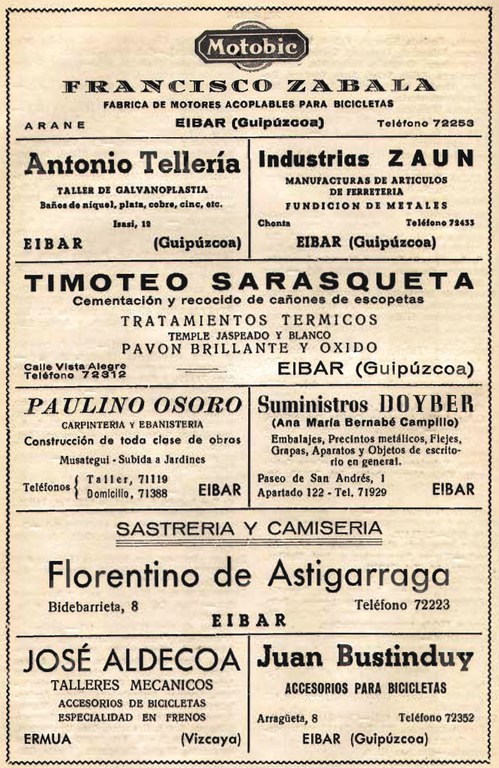 Motobic
FRANCISCO ZABALA
FABRICA DE MOTORES ACOPLABLES PARA BICICLETAS
ARANE EIBAR (Guipúzcoa) Teléfono 72253
Antonio Tellería
TALLER DE GALVANOPLASTIA
Baños de níquel, plata, cobre, cinc, etc.
Isasi, 12
EIBAR (Guipúzcoa)
Industrias ZAUN
MANUFACTURAS DE ARTICULOS
DE FERRETERIA
FUNDICION DE METALES
Chonta Teléfono 72433
EIBAR (Guipúzcoa)
TIMOTEO SARASQUETA
Cementación y recocido de cañones de escopetas
TRATAMIENTOS TERMICOS
TEMPLE JASPEADO Y BLANCO
PAVON BRILLANTE Y OXIDO
Calle Vista Alegre
Teléfono 72312 EIBAR (Guipúzcoa)
PAULINO OSORO
CARPINTERIA Y EBANISTERIA
Construcción de toda clase de obras
Musategui - Subida a Jardines
Teléfonos { Taller, 71119
Domicilio, 71388 EIBAR
Suministros DOYBER
(Ana María Bernabé Campillo)
Embalajes, Precintos metálicos, Flejes,
Grapas, Aparatos y Objetos de escrito-
rio en general.
Paseo de San Andrés, 1
Apartado 122 - Tel. 71929 EIBAR
SASTRERIA Y CAMISERIA
Florentino de Astigarraga
Bidebarrieta, 8 Teléfono 72223
EIBAR
JOSÉ ALDECOA
TALLERES MECANICOS
ACCESORIOS DE BICICLETAS
ESPECIALIDAD EN FRENOS
ERMUA (Vizcaya)
Juan Bustinduy
ACCESORIOS PARA BICICLETAS
Arragüeta, 8 Teléfono 72352
EIBAR (Guipúzcoa)